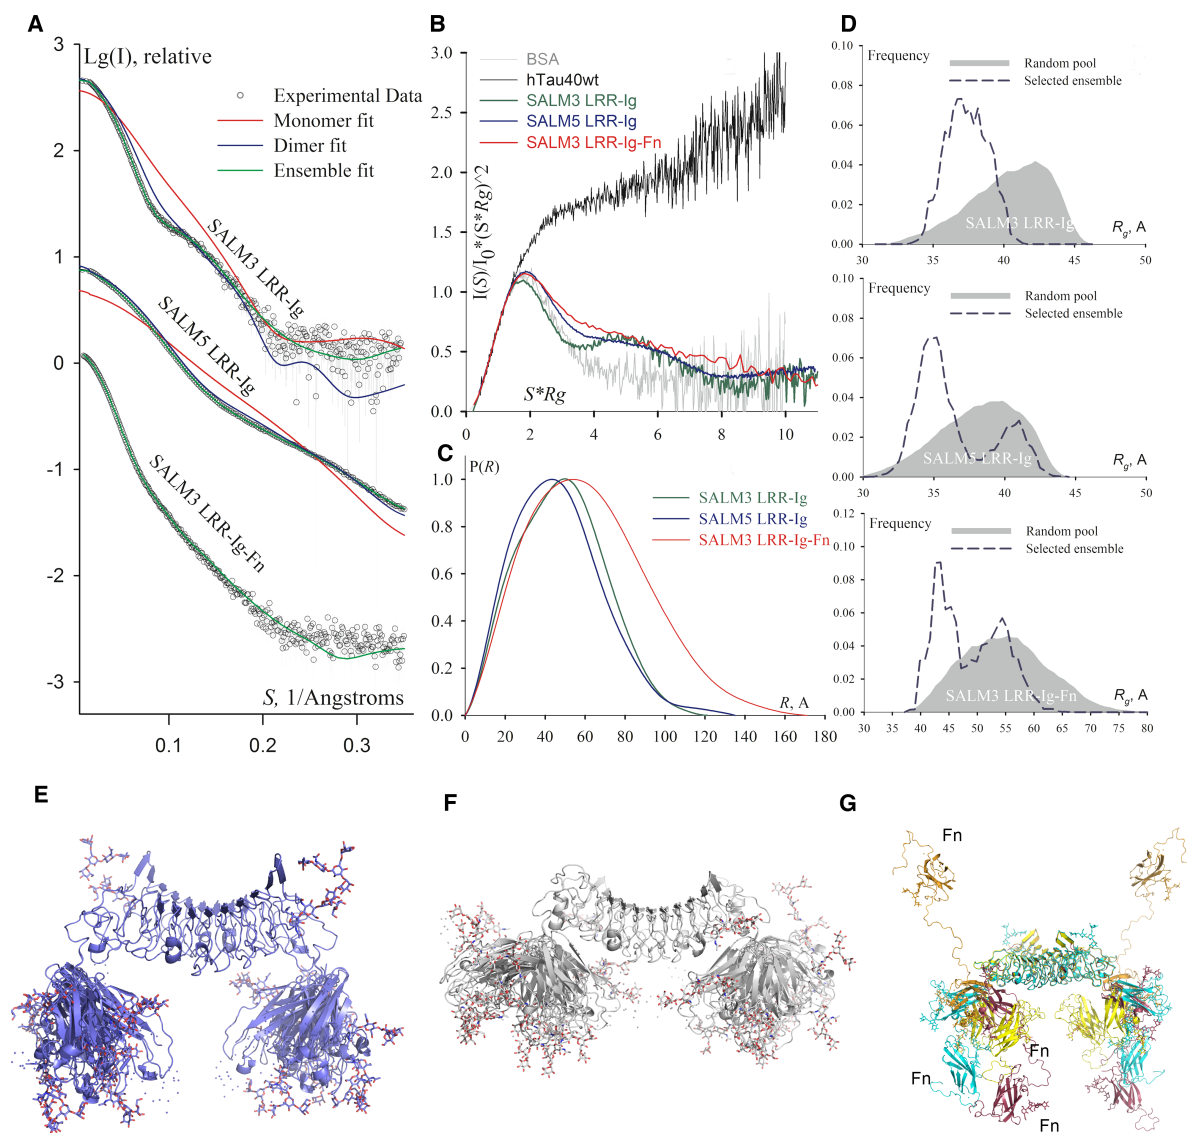 A
Lg(I), relative
3
2
1
0
-1
-2
-3
Experimental Data
Monomer fit
Dimer fit
Ensemble fit
SALM3 LRR-Ig
SALM5 LRR-Ig
SALM3 LRR-Ig-Fn
S, 1/Angstroms
0.1 0.2 0.3
B
3.0
2.5
2.0
1.5
1.0
0.5
0.0
I(S)/I0*(S*Rg)^2
BSA
hTau40wt
SALM3 LRR-Ig
SALM5 LRR-Ig
SALM3 LRR-Ig-Fn
S*Rg
0 2 4 6 8 10
C
P(R)
1.0
0.8
0.6
0.4
0.2
0.0
SALM3 LRR-Ig
SALM5 LRR-Ig
SALM3 LRR-Ig-Fn
R, A
0 20 40 60 80 100 120 140 160 180
D
Frequency
Random pool
Selected ensemble
0.10
0.08
0.06
0.04
0.02
0.00
SALM3 LRR-Ig
Rg, A
30 35 40 45 50
Frequency
Random pool
Selected ensemble
0.10
0.08
0.06
0.04
0.02
0.00
SALM5 LRR-Ig
Rg, A
30 35 40 45 50
Frequency
Random pool
Selected ensemble
0.12
0.10
0.08
0.06
0.04
0.02
0.00
SALM3 LRR-Ig-Fn
Rg, A
30 35 40 45 50 55 60 65 70 75 80
E
F
G
Fn
Fn
Fn
Fn